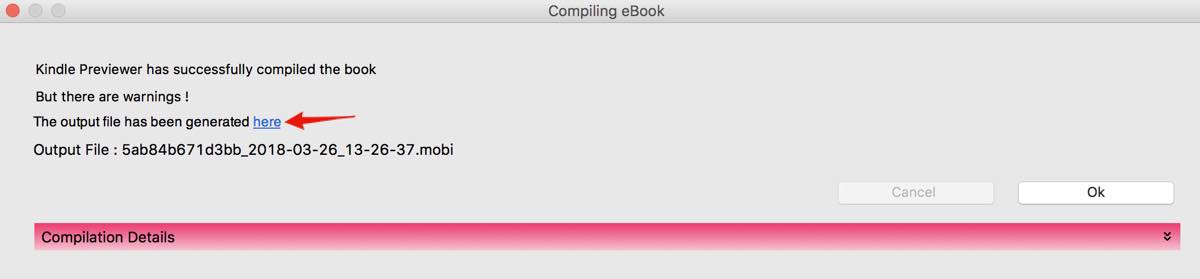 Compiling eBook
Kindle Previewer has successfully compiled the book
But there are warnings !
The output file has been generated here
Output File : 5ab84b671d3bb_2018-03-26_13-26-37.mobi
Cancel
Ok
Compilation Details